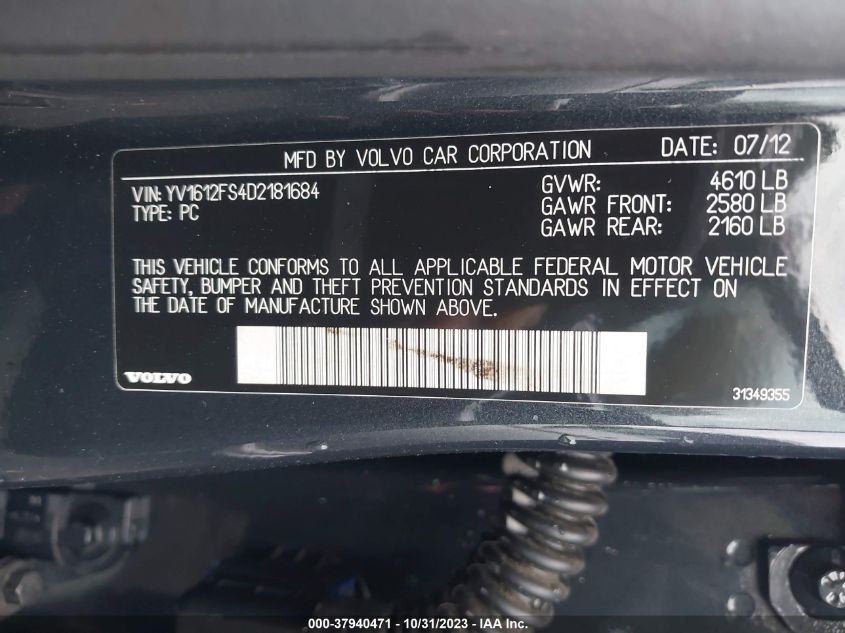 MFD BY VOLVO CAR CORPORATION DATE: 07/12
VIN: YV1612FS4D2181684 GVWR: 4610 LB
TYPE: PC GAWR FRONT: 2580 LB
GAWR REAR: 2160 LB
THIS VEHICLE CONFORMS TO ALL APPLICABLE FEDERAL MOTOR VEHICLE
SAFETY, BUMPER AND THEFT PREVENTION STANDARDS IN EFFECT ON
THE DATE OF MANUFACTURE SHOWN ABOVE.
VOLVO 31349355
000-37940471 - 10/31/2023 - IAA Inc.